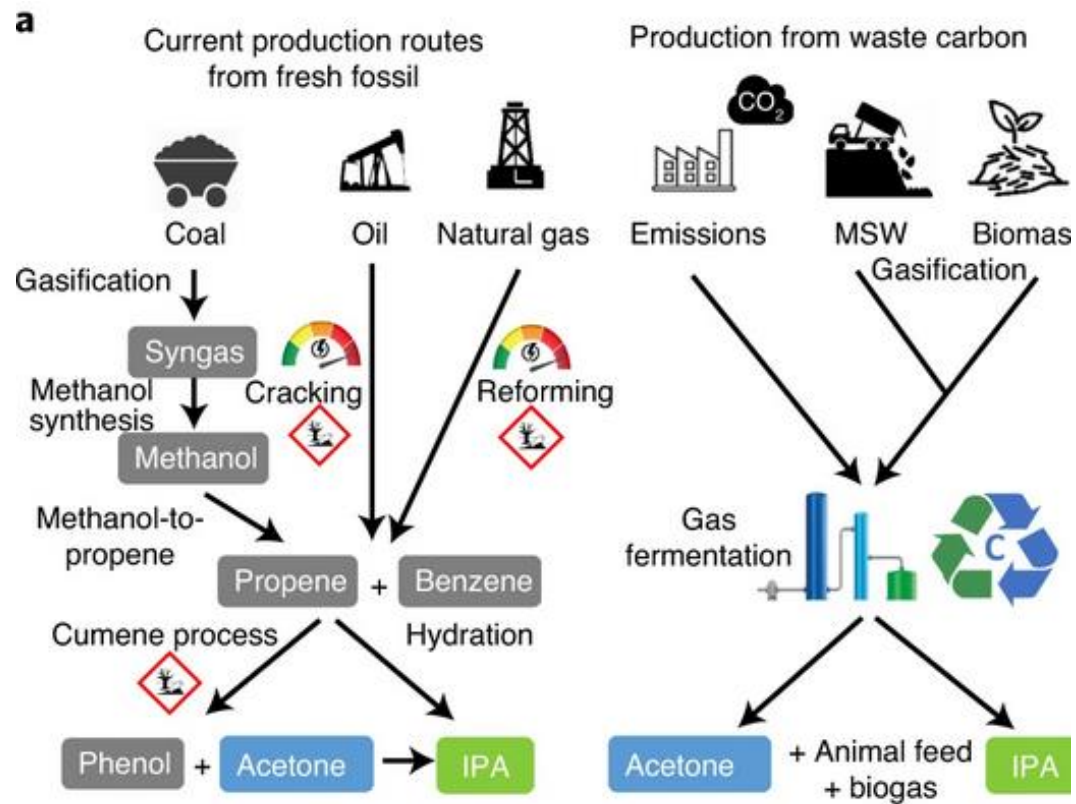 a
Current production routes
from fresh fossil
Production from waste carbon
CO2
Coal
Oil
Natural gas
Emissions
MSW
Biomas
Gasification
Gasification
Syngas
Methanol
synthesis
Cracking
Reforming
Methanol
Methanol-to-
propene
Gas
fermentation
C
Propene + Benzene
Cumene process
Hydration
Phenol + Acetone
IPA
Acetone
+ Animal feed
+ biogas
IPA